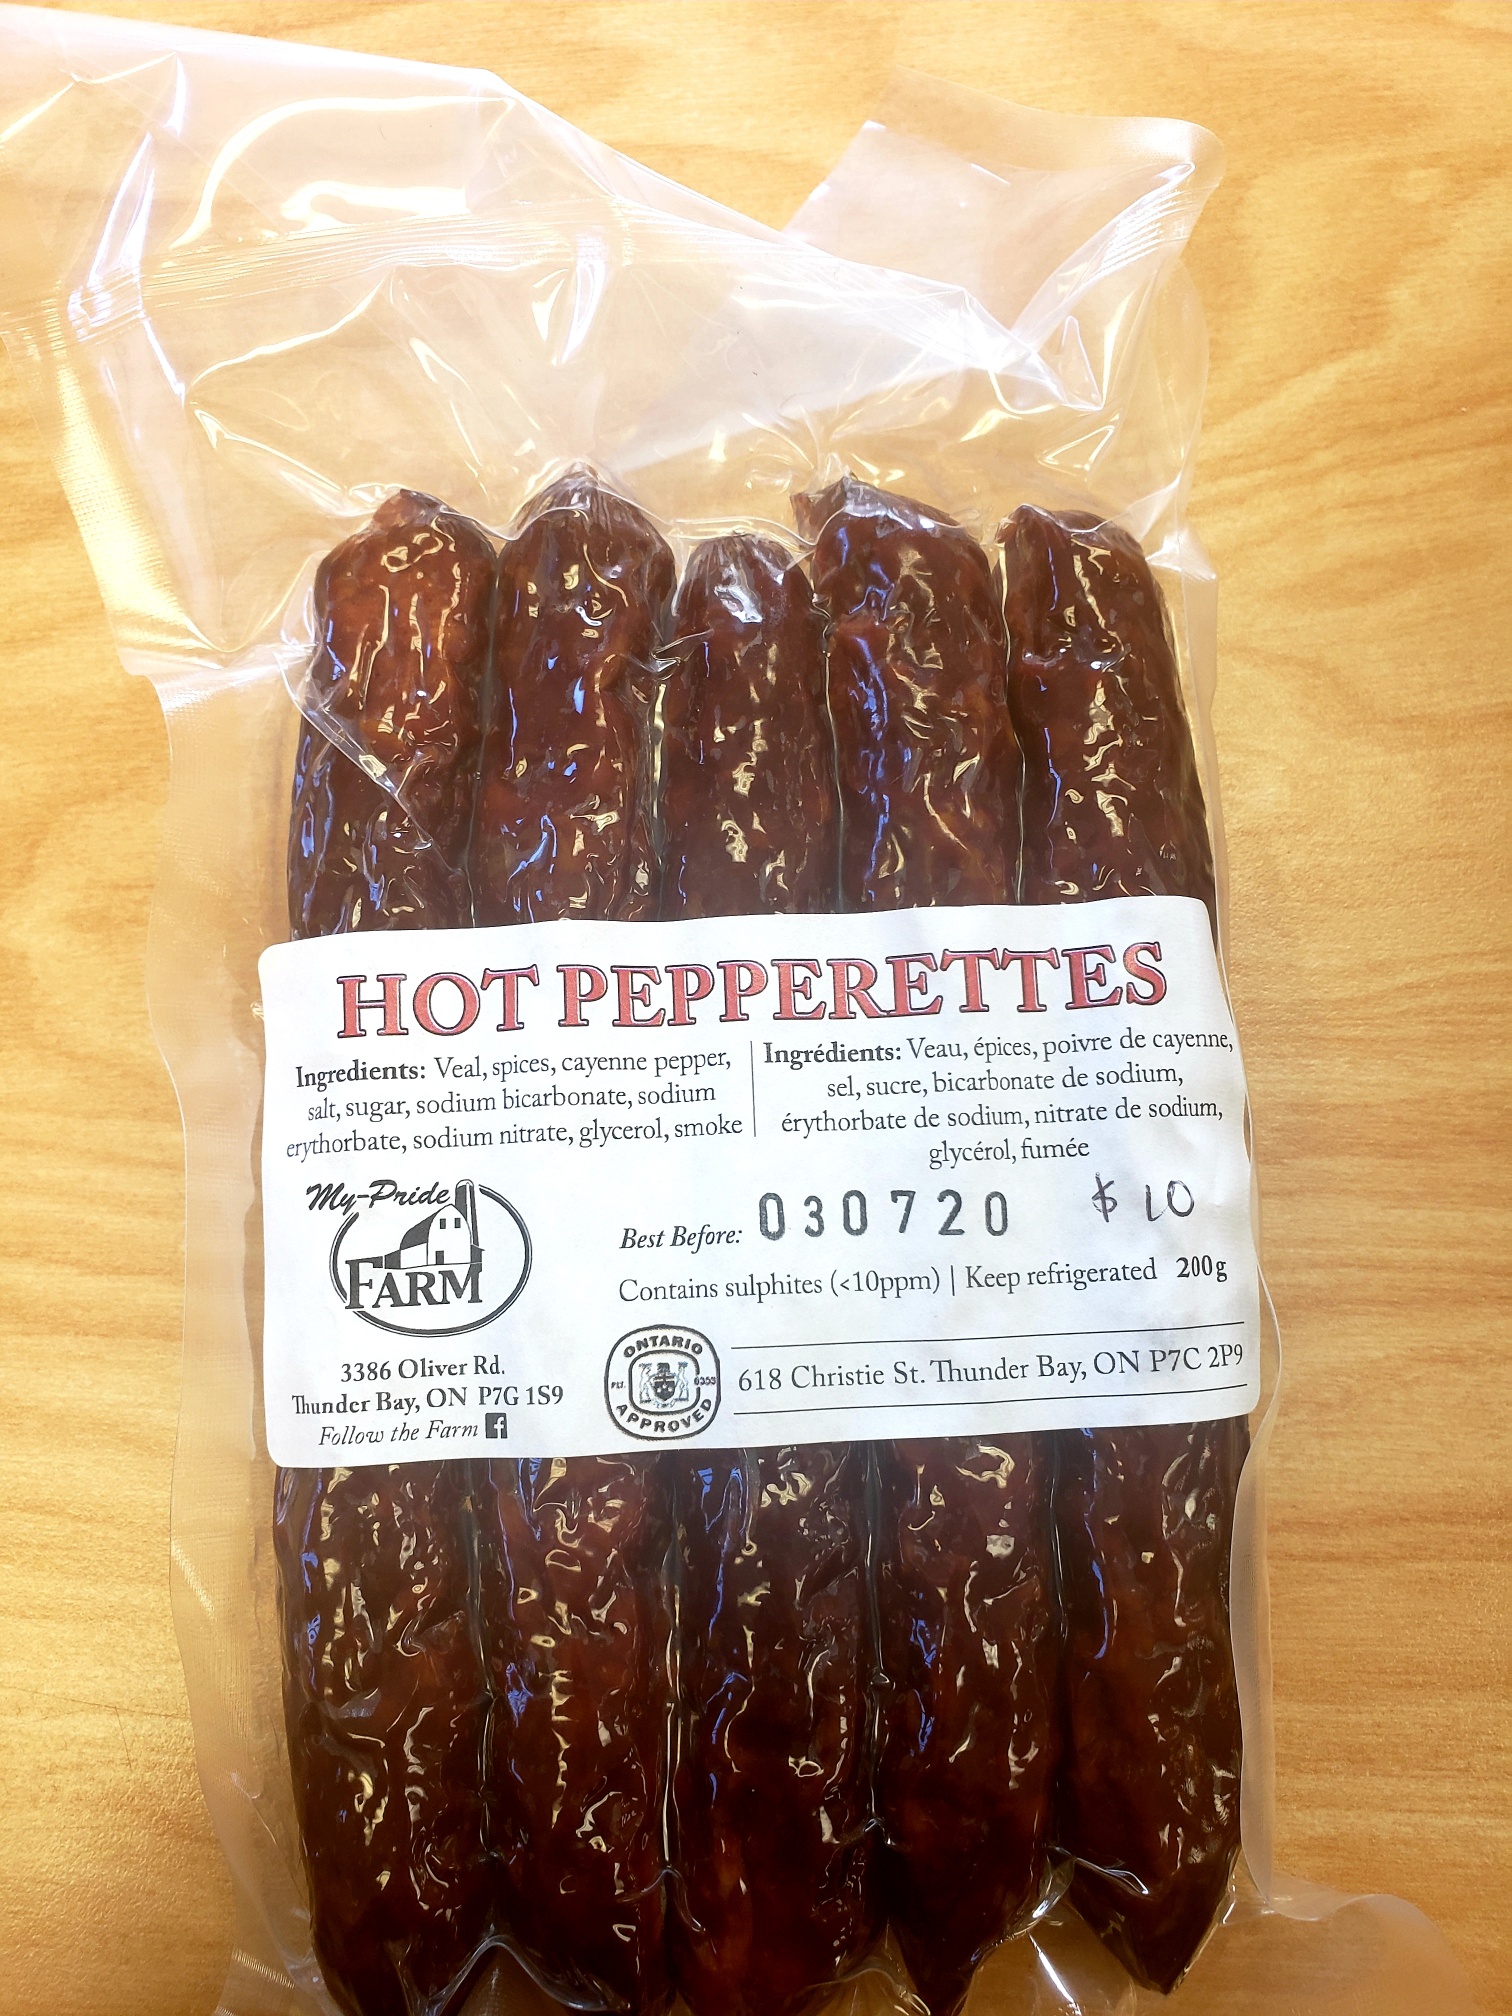 HOT PEPPERETTES
Ingredients: Veal, spices, cayenne pepper,
salt, sugar, sodium bicarbonate, sodium
erythorbate, sodium nitrate, glycerol, smoke
Ingrédients: Veau, épices, poivre de cayenne,
sel, sucre, bicarbonate de sodium,
érythorbate de sodium, nitrate de sodium,
glycérol, fumée
My-Pride
FARM
3386 Oliver Rd.
Thunder Bay, ON P7G 1S9
Follow the Farm
Best Before: 030720 $10
Contains sulphites (<10ppm) | Keep refrigerated 200g
ONTARIO
PLT. 0353
APPROVED
618 Christie St. Thunder Bay, ON P7C 2P9